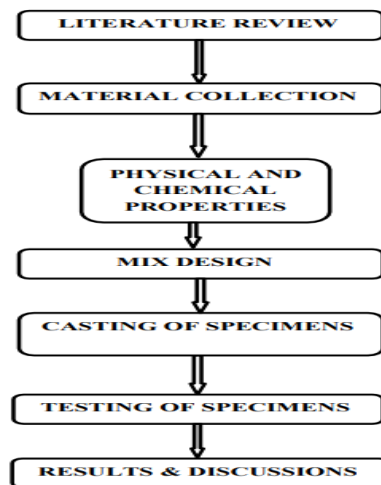 LITERATURE REVIEW
MATERIAL COLLECTION
PHYSICAL AND
CHEMICAL
PROPERTIES
MIX DESIGN
CASTING OF SPECIMENS
TESTING OF SPECIMENS
RESULTS & DISCUSSIONS